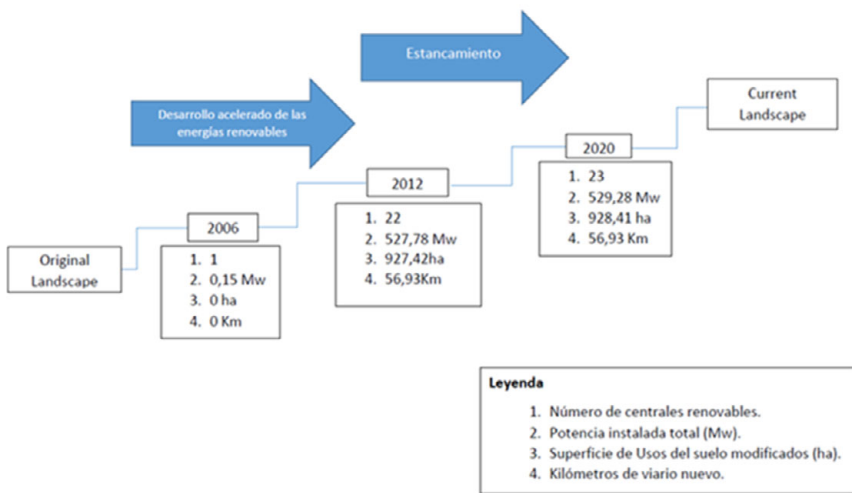 Estancamiento
Desarrollo acelerado de las
energías renovables
Current
Landscape
2020
1. 23
2. 529,28 Mw
3. 928,41 ha
4. 56,93 Km
2012
1. 22
2. 527,78 Mw
3. 927,42ha
4. 56,93Km
2006
1. 1
2. 0,15 Mw
3. 0 ha
4. 0 Km
Original
Landscape
Leyenda
1. Número de centrales renovables.
2. Potencia instalada total (Mw).
3. Superficie de Usos del suelo modificados (ha).
4. Kilómetros de viario nuevo.